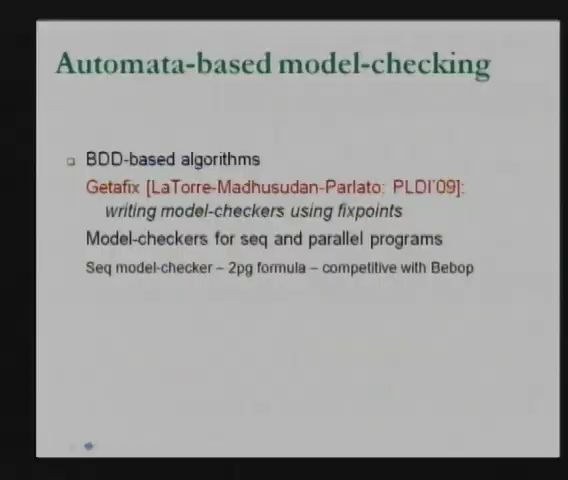 Automata-based model-checking
BDD-based algorithms
Getafix [LaTorre-Madhusudan-Parlato: PLDI'09]:
writing model-checkers using fixpoints
Model-checkers for seq and parallel programs
Seq model-checker – 2pg formula – competitive with Bebop